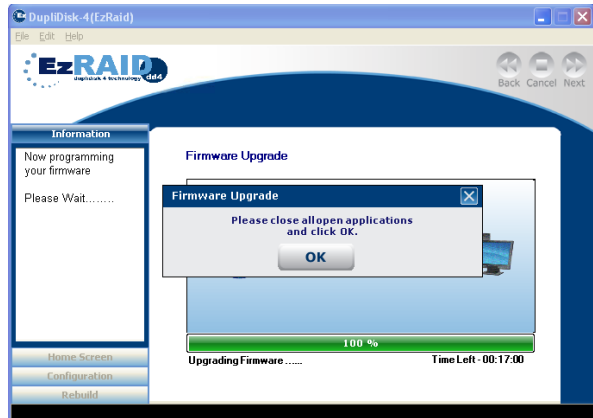 DupliDisk-4(EzRaid)
File Edit Help
EzRAID
duplidisk 4 technology dd4
Back Cancel Next
Information
Now programming
your firmware
Please Wait........
Firmware Upgrade
Firmware Upgrade
Please close all open applications
and click OK.
OK
100 %
Upgrading Firmware ...... Time Left - 00:17:00
Home Screen
Configuration
Rebuild